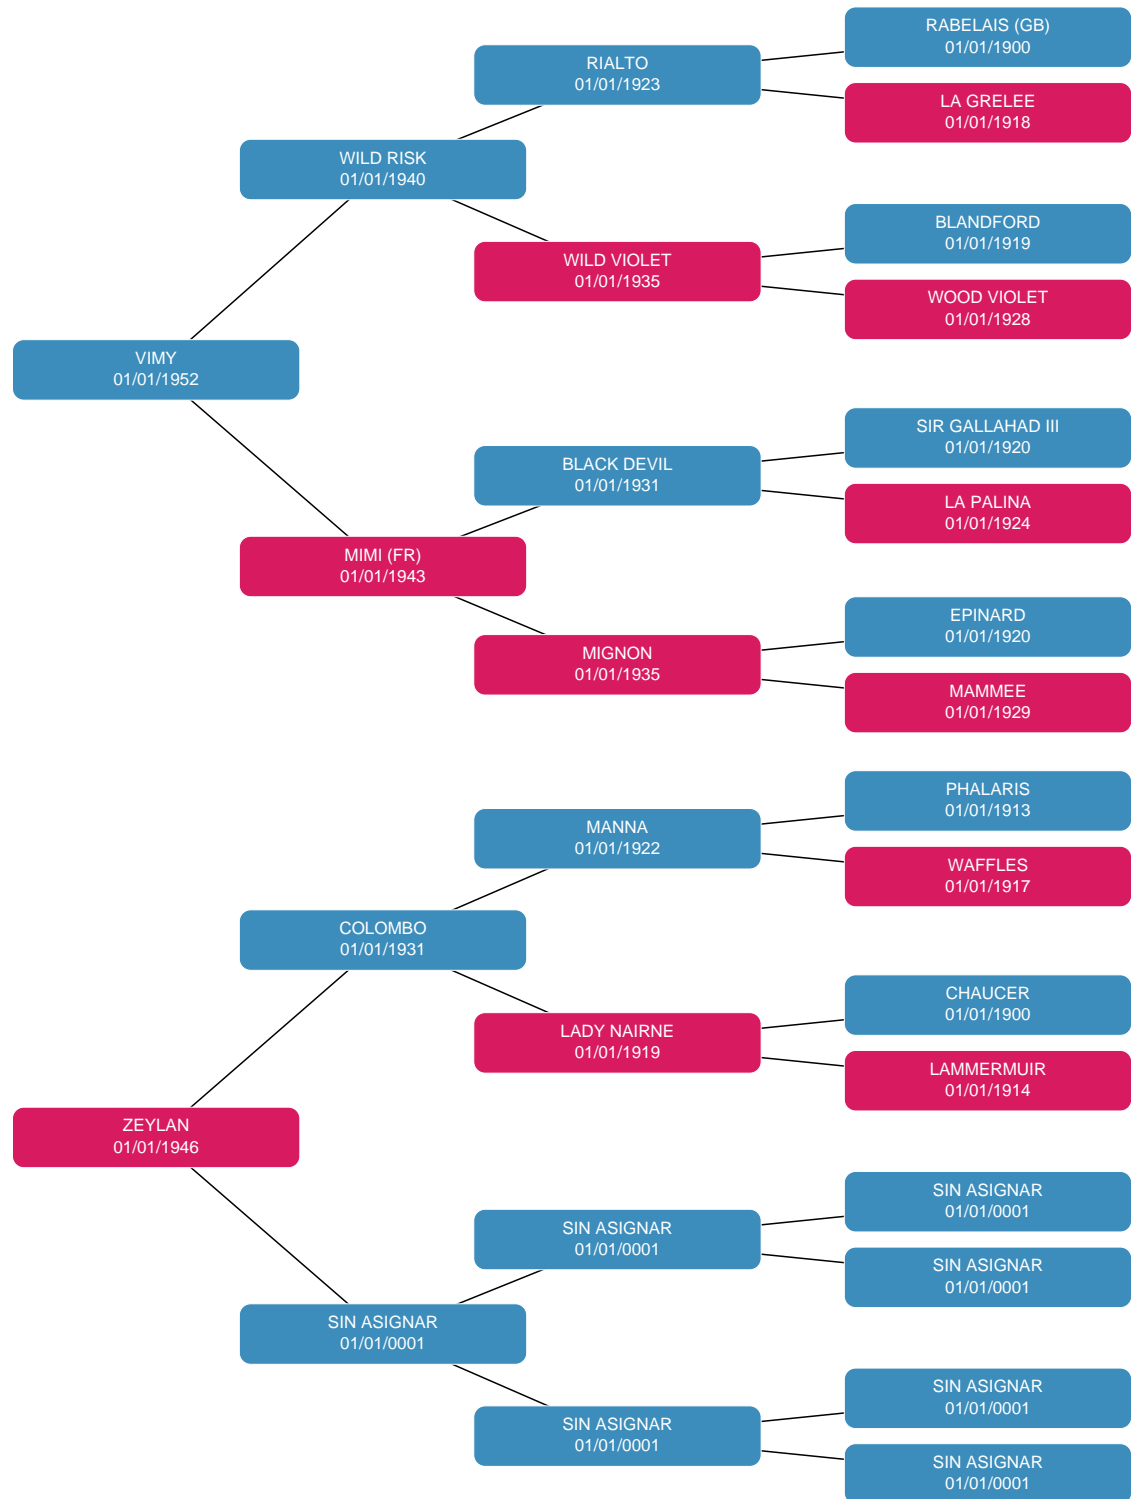 RABELAIS (GB)
01/01/1900
RIALTO
01/01/1923
LA GRELEE
01/01/1918
WILD RISK
01/01/1940
BLANDFORD
01/01/1919
WILD VIOLET
01/01/1935
WOOD VIOLET
01/01/1928
VIMY
01/01/1952
SIR GALLAHAD III
01/01/1920
BLACK DEVIL
01/01/1931
LA PALINA
01/01/1924
MIMI (FR)
01/01/1943
EPINARD
01/01/1920
MIGNON
01/01/1935
MAMMEE
01/01/1929
PHALARIS
01/01/1913
MANNA
01/01/1922
WAFFLES
01/01/1917
COLOMBO
01/01/1931
CHAUCER
01/01/1900
LADY NAIRNE
01/01/1919
LAMMERMUIR
01/01/1914
ZEYLAN
01/01/1946
SIN ASIGNAR
01/01/0001
SIN ASIGNAR
01/01/0001
SIN ASIGNAR
01/01/0001
SIN ASIGNAR
01/01/0001
SIN ASIGNAR
01/01/0001
SIN ASIGNAR
01/01/0001
SIN ASIGNAR
01/01/0001